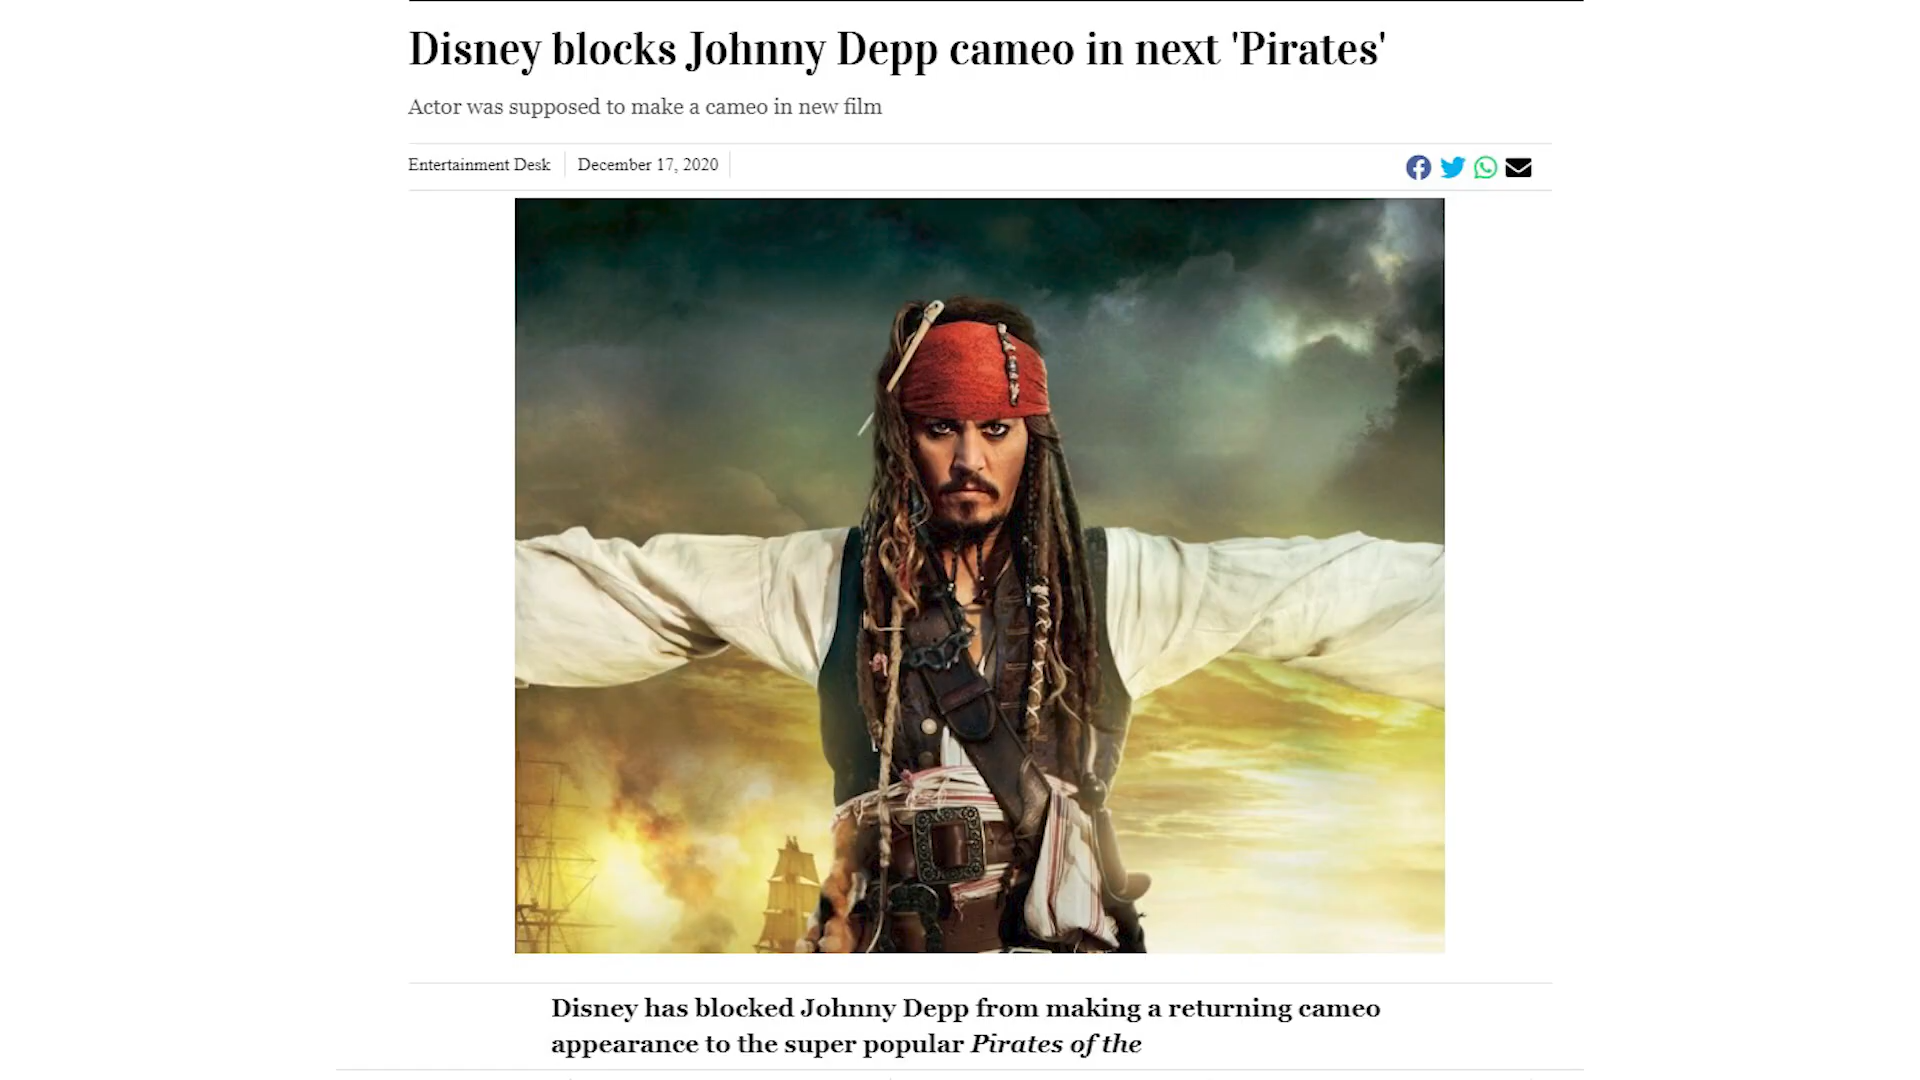 Disney blocks Johnny Depp cameo in next 'Pirates'
Actor was supposed to make a cameo in new film
Entertainment Desk
December 17, 2020
Disney has blocked Johnny Depp from making a returning cameo
appearance to the super popular Pirates of the